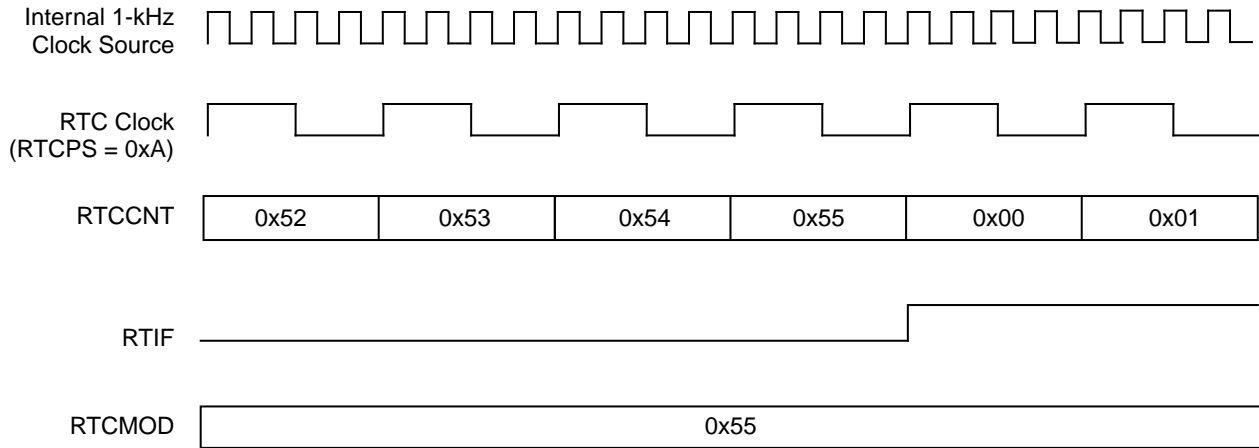 Internal 1-kHz
Clock Source
RTC Clock
(RTCPS = 0xA)
RTCCNT 0x52 0x53 0x54 0x55 0x00 0x01
RTIF
RTCMOD 0x55